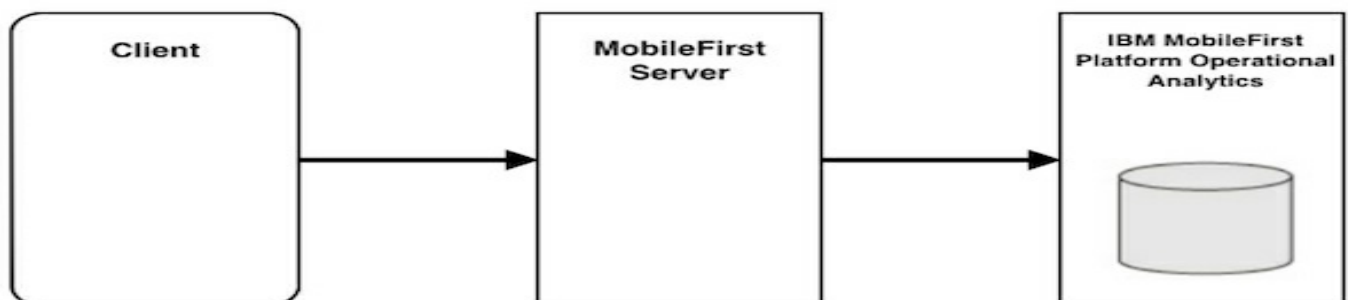 Client
MobileFirst
Server
IBM MobileFirst
Platform Operational
Analytics